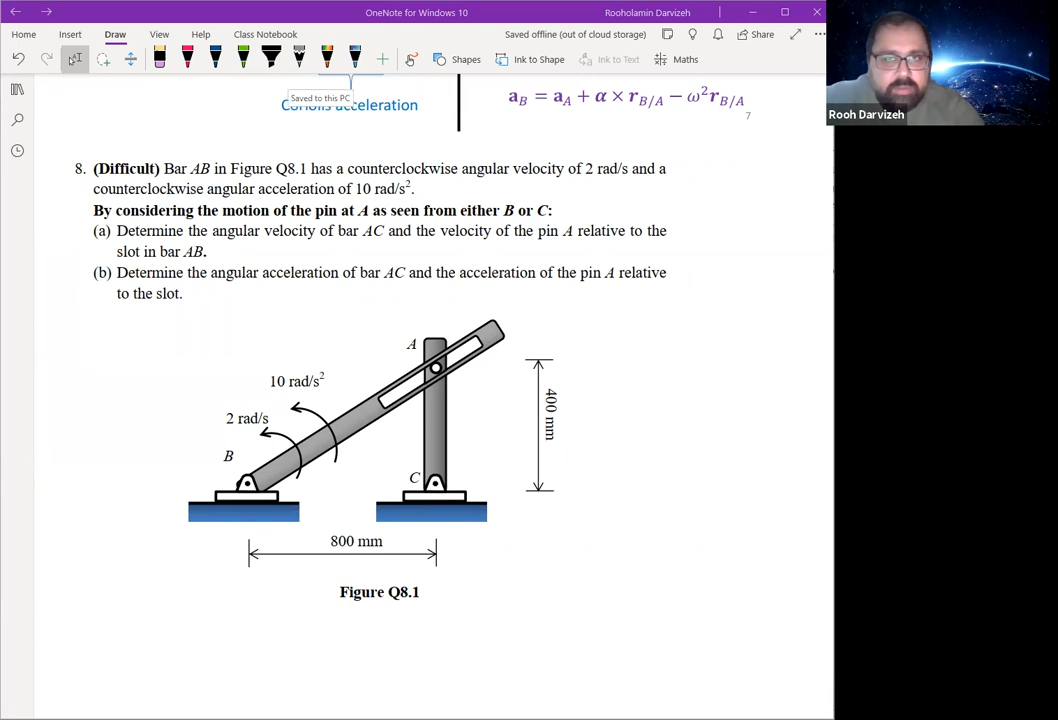 OneNote for Windows 10
Rooholamin Darvizeh
Home Insert Draw View Help Class Notebook
Saved offline (out of cloud storage)
Share
Shapes
Ink to Shape
Ink to Text
Maths
Saved to this PC
Coriolis acceleration
a_B = a_A + α × r_{B/A} − ω²r_{B/A}
7
Rooh Darvizeh
8. (Difficult) Bar AB in Figure Q8.1 has a counterclockwise angular velocity of 2 rad/s and a
counterclockwise angular acceleration of 10 rad/s².
By considering the motion of the pin at A as seen from either B or C:
(a) Determine the angular velocity of bar AC and the velocity of the pin A relative to the
slot in bar AB.
(b) Determine the angular acceleration of bar AC and the acceleration of the pin A relative
to the slot.
A
10 rad/s²
2 rad/s
400 mm
B
C
800 mm
Figure Q8.1